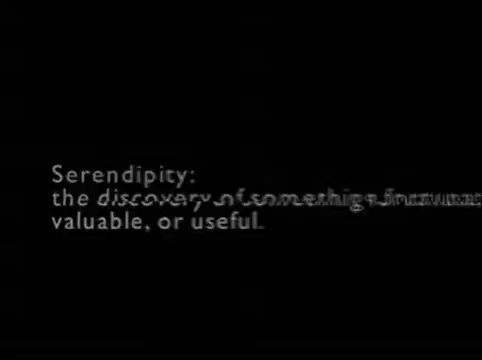 Serendipity:
the discovery of something
valuable, or useful.